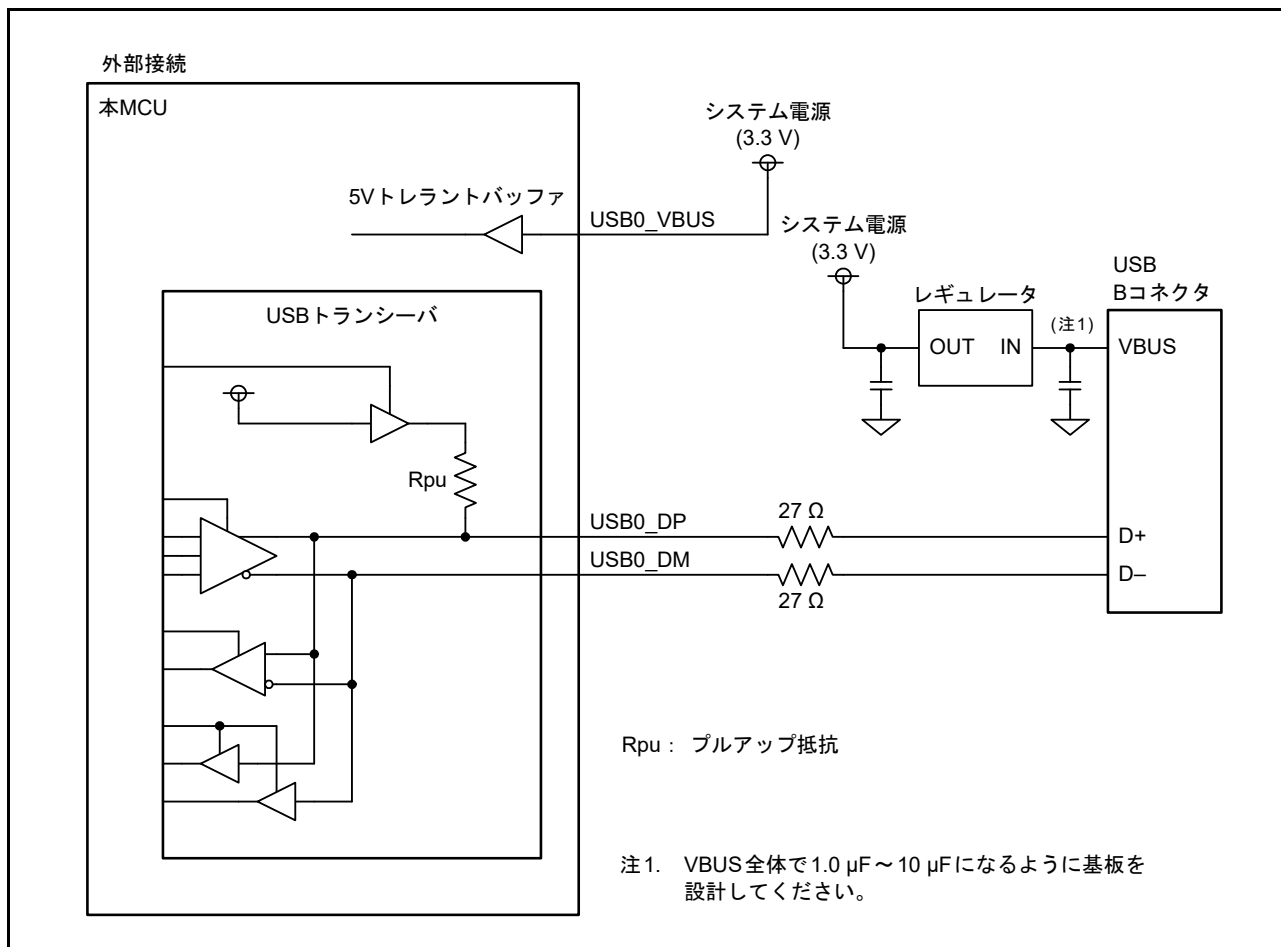 外部接続
本MCU
システム電源
(3.3 V)
5Vトレラントバッファ
USB0_VBUS
システム電源
(3.3 V)
USB
Bコネクタ
レギュレータ
(注1)
OUT IN
VBUS
USBトランシーバ
Rpu
USB0_DP
27 Ω
D+
USB0_DM
27 Ω
D–
Rpu : プルアップ抵抗
注1. VBUS全体で1.0 µF～10 µFになるように基板を
設計してください。